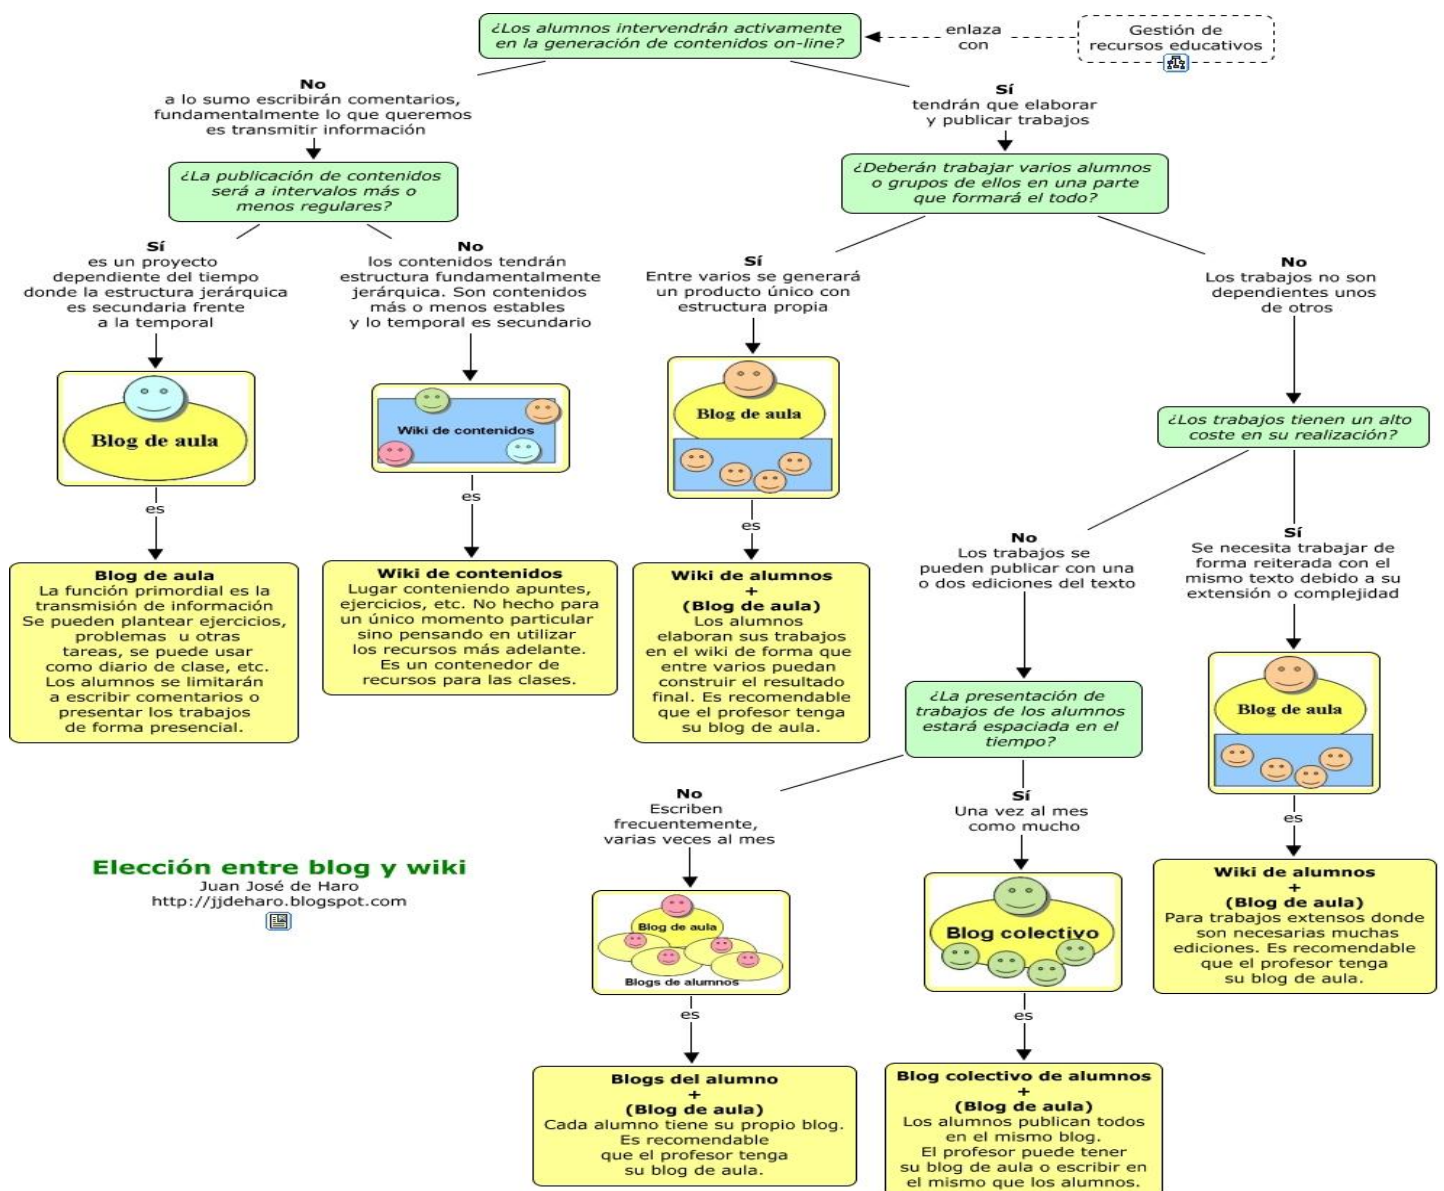 ¿Los alumnos intervendrán activamente
en la generación de contenidos on-line?
enlaza
con
Gestión de
recursos educativos
No
a lo sumo escribirán comentarios,
fundamentalmente lo que queremos
es transmitir información
Sí
tendrán que elaborar
y publicar trabajos
¿La publicación de contenidos
será a intervalos más o
menos regulares?
¿Deberán trabajar varios alumnos
o grupos de ellos en una parte
que formará el todo?
Sí
es un proyecto
dependiente del tiempo
donde la estructura jerárquica
es secundaria frente
a la temporal
No
los contenidos tendrán
estructura fundamentalmente
jerárquica. Son contenidos
más o menos estables
y lo temporal es secundario
Sí
Entre varios se generará
un producto único con
estructura propia
No
Los trabajos no son
dependientes unos
de otros
Blog de aula
Wiki de contenidos
Blog de aula
¿Los trabajos tienen un alto
coste en su realización?
es
es
es
No
Los trabajos se
pueden publicar con una
o dos ediciones del texto
Sí
Se necesita trabajar de
forma reiterada con el
mismo texto debido a su
extensión o complejidad
Blog de aula
La función primordial es la
transmisión de información
Se pueden plantear ejercicios,
problemas u otras
tareas, se puede usar
como diario de clase, etc.
Los alumnos se limitarán
a escribir comentarios o
presentar los trabajos
de forma presencial.
Wiki de contenidos
Lugar conteniendo apuntes,
ejercicios, etc. No hecho para
un único momento particular
sino pensando en utilizar
los recursos más adelante.
Es un contenedor de
recursos para las clases.
Wiki de alumnos
+
(Blog de aula)
Los alumnos
elaboran sus trabajos
en el wiki de forma que
entre varios puedan
construir el resultado
final. Es recomendable
que el profesor tenga
su blog de aula.
¿La presentación de
trabajos de los alumnos
estará espaciada en el
tiempo?
Blog de aula
No
Escriben
frecuentemente,
varias veces al mes
Sí
Una vez al mes
como mucho
es
Elección entre blog y wiki
Juan José de Haro
http://jjdeharo.blogspot.com
Blog de aula
Blogs de alumnos
Blog colectivo
Wiki de alumnos
+
(Blog de aula)
Para trabajos extensos donde
son necesarias muchas
ediciones. Es recomendable
que el profesor tenga
su blog de aula.
es
es
Blogs del alumno
+
(Blog de aula)
Cada alumno tiene su propio blog.
Es recomendable
que el profesor tenga
su blog de aula.
Blog colectivo de alumnos
+
(Blog de aula)
Los alumnos publican todos
en el mismo blog.
El profesor puede tener
su blog de aula o escribir en
el mismo que los alumnos.